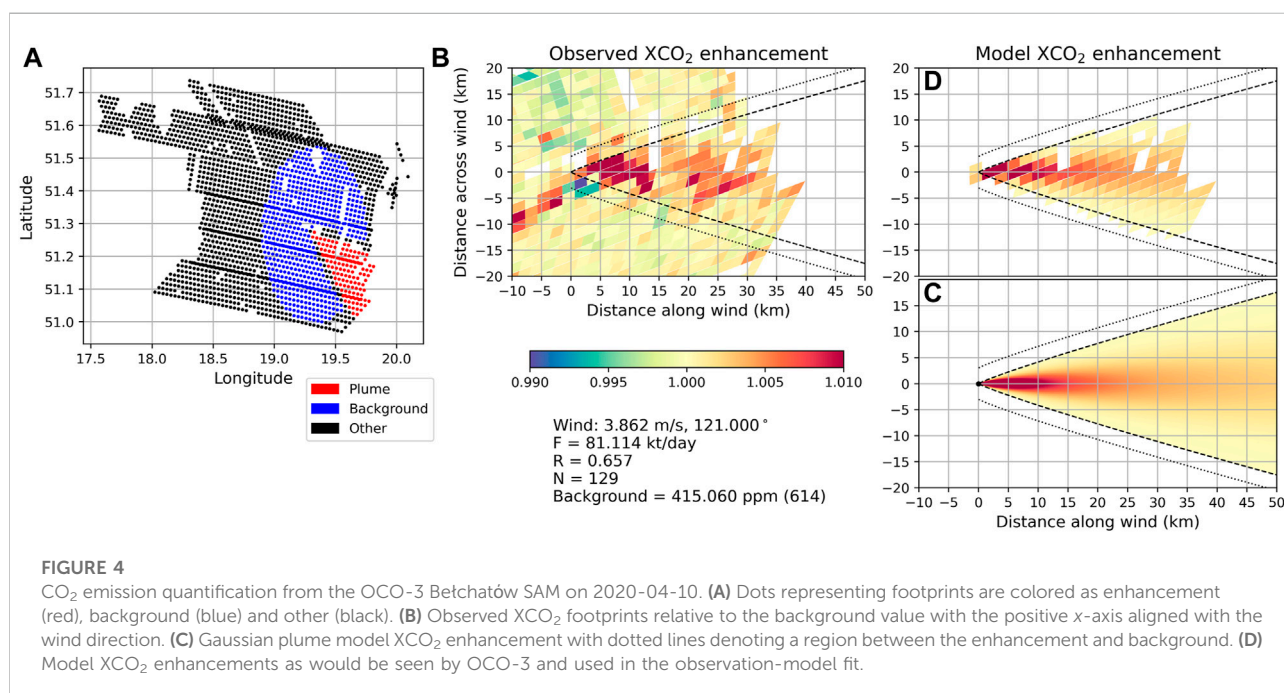 A
51.7
51.6
51.5
51.4
51.3
51.2
51.1
51.0
Latitude
17.5 18.0 18.5 19.0 19.5 20.0
Longitude
Plume
Background
Other
B
Observed XCO₂ enhancement
20
15
10
5
0
−5
−10
−15
−20
Distance across wind (km)
−10 −5 0 5 10 15 20 25 30 35 40 45 50
Distance along wind (km)
0.990 0.995 1.000 1.005 1.010
Wind: 3.862 m/s, 121.000°
F = 81.114 kt/day
R = 0.657
N = 129
Background = 415.060 ppm (614)
Model XCO₂ enhancement
D
20
15
10
5
0
−5
−10
−15
−20
C
15
10
5
0
−5
−10
−15
−20
−10 −5 0 5 10 15 20 25 30 35 40 45 50
Distance along wind (km)
FIGURE 4
CO₂ emission quantification from the OCO-3 Bełchatów SAM on 2020-04-10. (A) Dots representing footprints are colored as enhancement
(red), background (blue) and other (black). (B) Observed XCO₂ footprints relative to the background value with the positive x-axis aligned with the
wind direction. (C) Gaussian plume model XCO₂ enhancement with dotted lines denoting a region between the enhancement and background. (D)
Model XCO₂ enhancements as would be seen by OCO-3 and used in the observation-model fit.